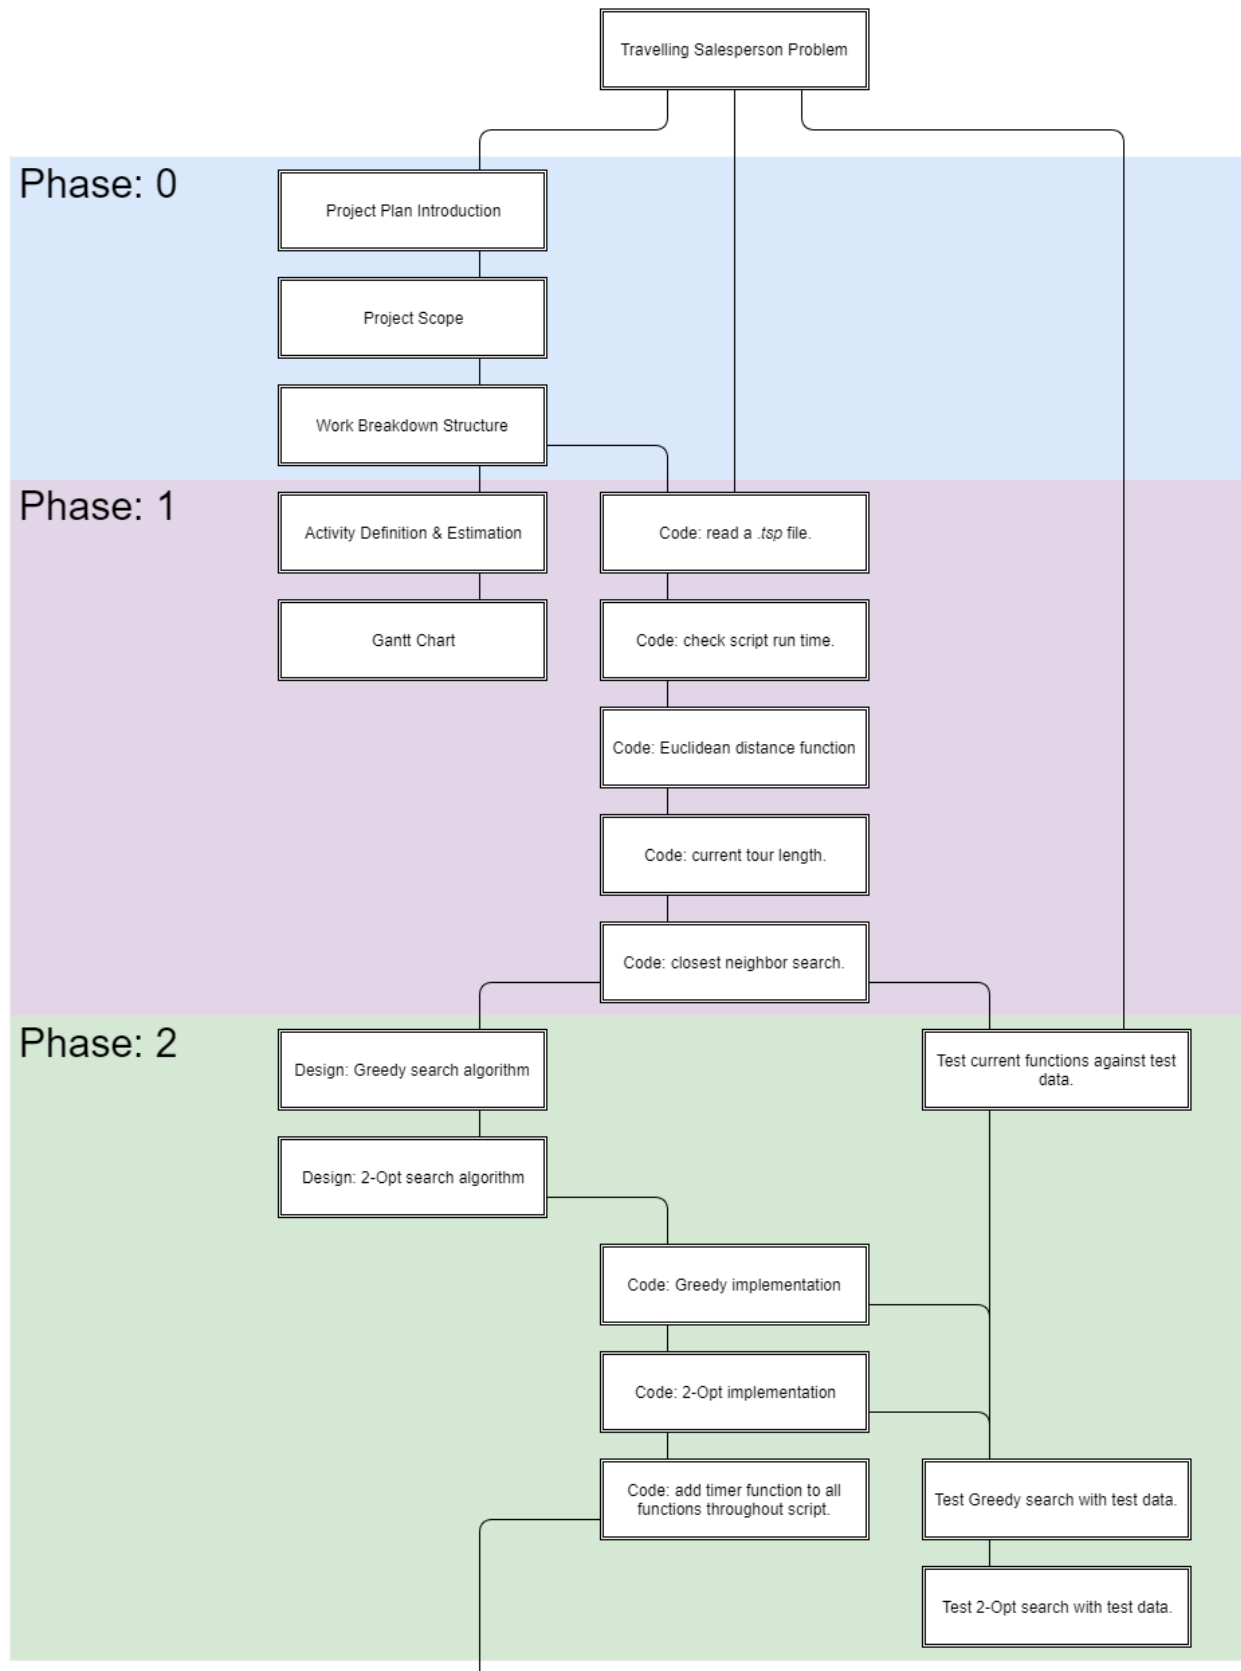 Travelling Salesperson Problem
Phase: 0
Project Plan Introduction
Project Scope
Work Breakdown Structure
Phase: 1
Activity Definition & Estimation
Code: read a .tsp file.
Gantt Chart
Code: check script run time.
Code: Euclidean distance function
Code: current tour length.
Code: closest neighbor search.
Phase: 2
Design: Greedy search algorithm
Test current functions against test
data.
Design: 2-Opt search algorithm
Code: Greedy implementation
Code: 2-Opt implementation
Code: add timer function to all
functions throughout script.
Test Greedy search with test data.
Test 2-Opt search with test data.